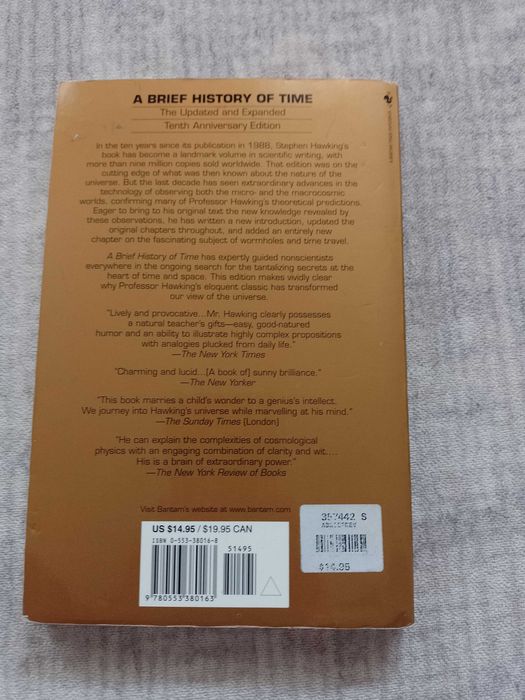 A BRIEF HISTORY OF TIME
The Updated and Expanded
Tenth Anniversary Edition
In the ten years since its publication in 1988, Stephen Hawking's
book has become a landmark volume in scientific writing, with
more than nine million copies sold worldwide. That edition was on the
cutting edge of what was then known about the nature of the
universe. But the last decade has seen extraordinary advances in the
technology of observing both the micro- and the macrocosmic
worlds, confirming many of Professor Hawking's theoretical predictions.
Eager to bring to his original text the new knowledge revealed by
these observations, he has written a new introduction, updated the
original chapters throughout, and added an entirely new
chapter on the fascinating subject of wormholes and time travel.
A Brief History of Time has expertly guided nonscientists
everywhere in the ongoing search for the tantalizing secrets at the
heart of time and space. This edition makes vividly clear
why Professor Hawking's eloquent classic has transformed
our view of the universe.
"Lively and provocative...Mr. Hawking clearly possesses
a natural teacher's gifts—easy, good-natured
humor and an ability to illustrate highly complex propositions
with analogies plucked from daily life."
—The New York Times
"Charming and lucid...[A book of] sunny brilliance."
—The New Yorker
"This book marries a child's wonder to a genius's intellect.
We journey into Hawking's universe while marvelling at his mind."
—The Sunday Times [London]
"He can explain the complexities of cosmological
physics with an engaging combination of clarity and wit....
His is a brain of extraordinary power."
—The New York Review of Books
Visit Bantam's website at www.bantam.com
US $14.95 / $19.95 CAN
ISBN 0-553-38016-8
51495
9 780553 380163
357442 S
$14.95